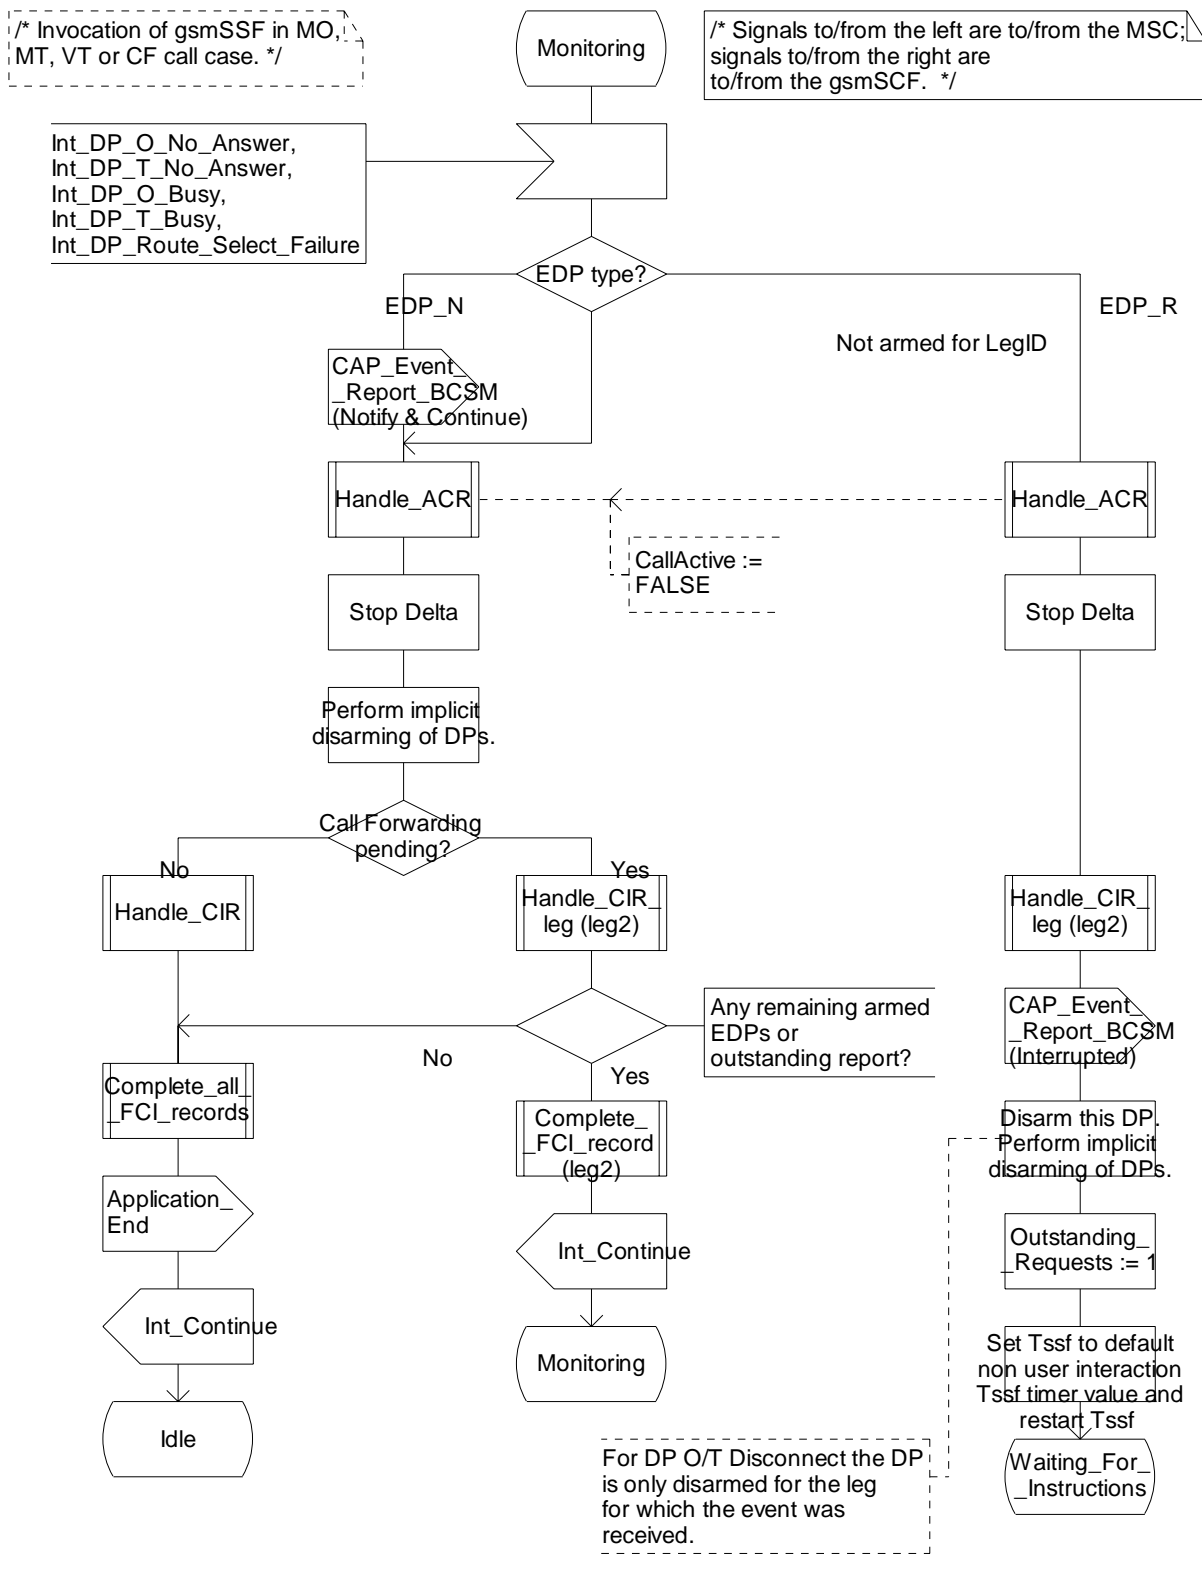 /* Invocation of gsmSSF in MO,
MT, VT or CF call case. */
Monitoring
/* Signals to/from the left are to/from the MSC;
signals to/from the right are
to/from the gsmSCF.  */
Int_DP_O_No_Answer,
Int_DP_T_No_Answer,
Int_DP_O_Busy,
Int_DP_T_Busy,
Int_DP_Route_Select_Failure
EDP type?
EDP_N
EDP_R
Not armed for LegID
CAP_Event_
_Report_BCSM
(Notify & Continue)
Handle_ACR
Handle_ACR
CallActive :=
FALSE
Stop Delta
Stop Delta
Perform implicit
disarming of DPs.
Call Forwarding
pending?
No
Yes
Handle_CIR
Handle_CIR_
leg (leg2)
Handle_CIR_
leg (leg2)
Any remaining armed
EDPs or
outstanding report?
No
Yes
CAP_Event_
_Report_BCSM
(Interrupted)
Complete_all_
_FCI_records
Complete_
_FCI_record
(leg2)
Disarm this DP.
Perform implicit
disarming of DPs.
Application_
End
Int_Continue
Outstanding_
_Requests := 1
Int_Continue
Monitoring
Set Tssf to default
non user interaction
Tssf timer value and
restart Tssf
Idle
For DP O/T Disconnect the DP
is only disarmed for the leg
for which the event was
received.
Waiting_For_
_Instructions